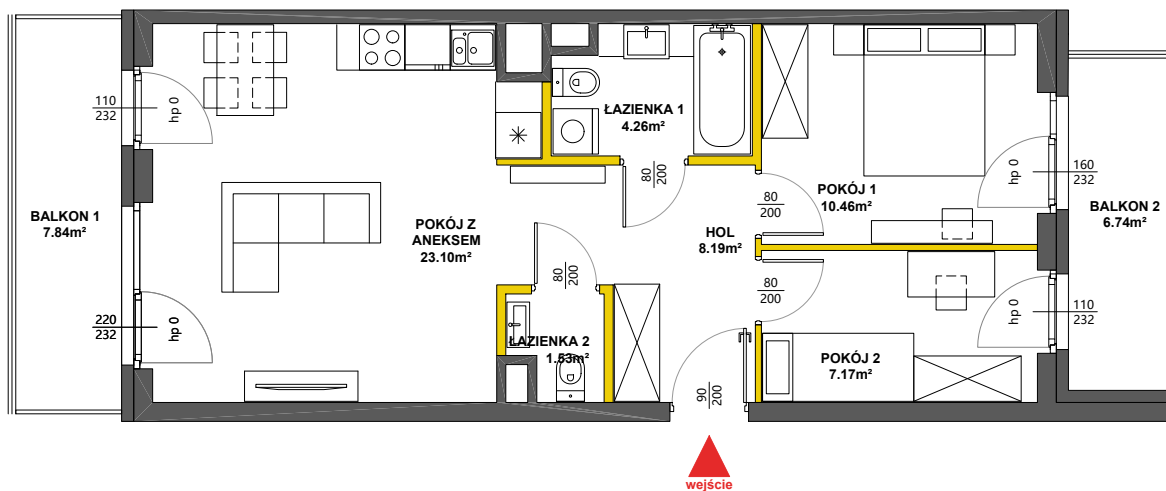 110
232
hp 0
BALKON 1
7.84m²
220
232
hp 0
POKÓJ Z
ANEKSEM
23.10m²
ŁAZIENKA 1
4.26m²
80
200
80
200
ŁAZIENKA 2
1.53m²
HOL
8.19m²
80
200
80
200
90
200
POKÓJ 1
10.46m²
hp 0
160
232
BALKON 2
6.74m²
POKÓJ 2
7.17m²
hp 0
110
232
wejście